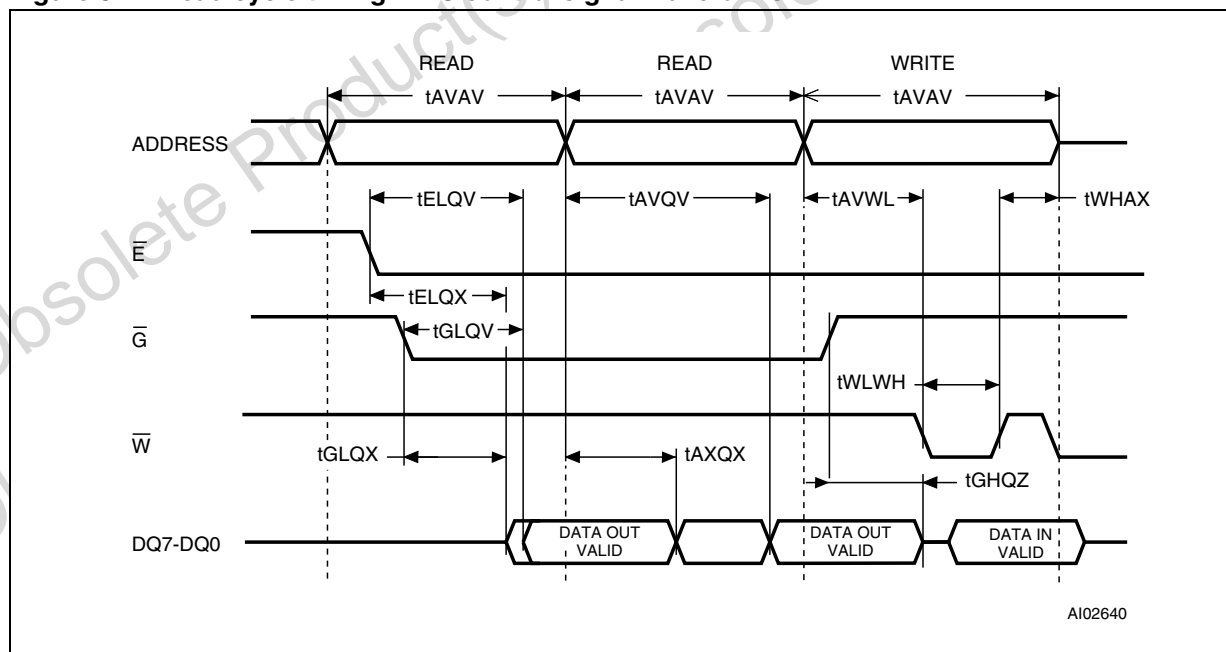 Obsolete Product(s)
READ READ WRITE
tAVAV tAVAV tAVAV
ADDRESS
tELQV tAVQV tAVWL tWHAX
E
tELQX
tGLQV
G
tWLWH
W
tGLQX tAXQX
tGHQZ
DQ7-DQ0 DATA OUT VALID DATA OUT VALID DATA IN VALID
AI02640